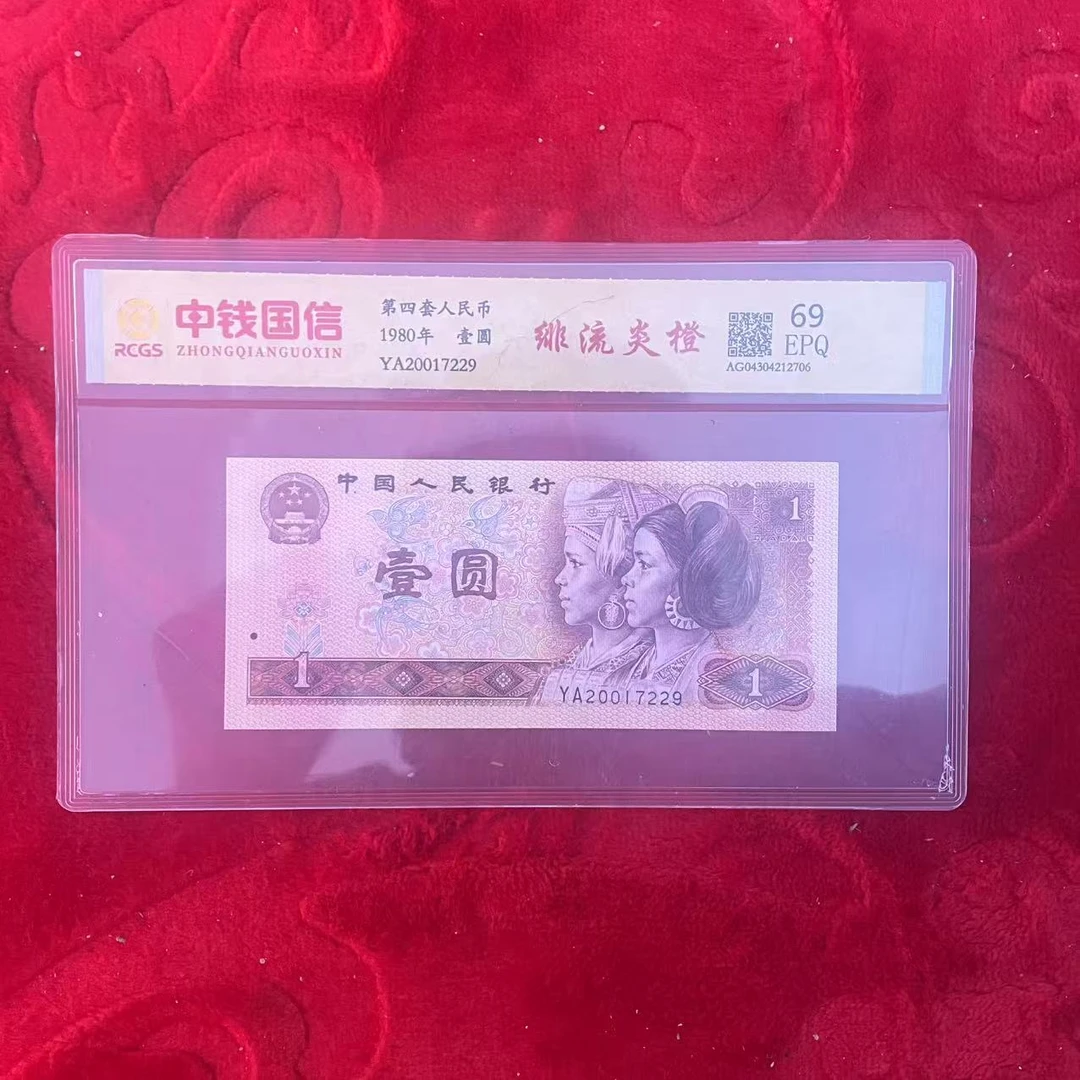 中钱国信
RCGS ZHONGQIANGUOXIN
第四套人民币
1980年 壹圆
YA20017229
绯流炎橙
69
EPQ
AG04304212706
中国人民银行
1
壹圆
1
YA20017229
1